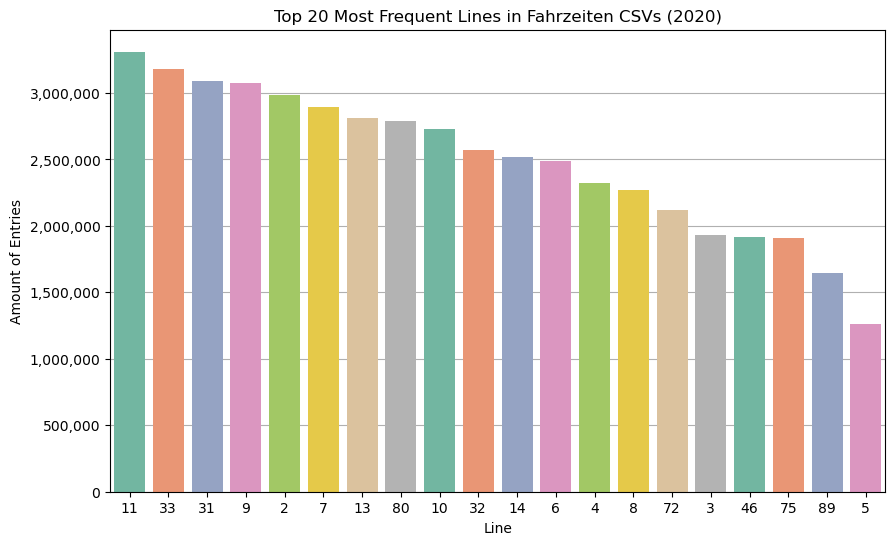 Top 20 Most Frequent Lines in Fahrzeiten CSVs (2020)
Amount of Entries
3,000,000
2,500,000
2,000,000
1,500,000
1,000,000
500,000
0
11 33 31 9 2 7 13 80 10 32 14 6 4 8 72 3 46 75 89 5
Line